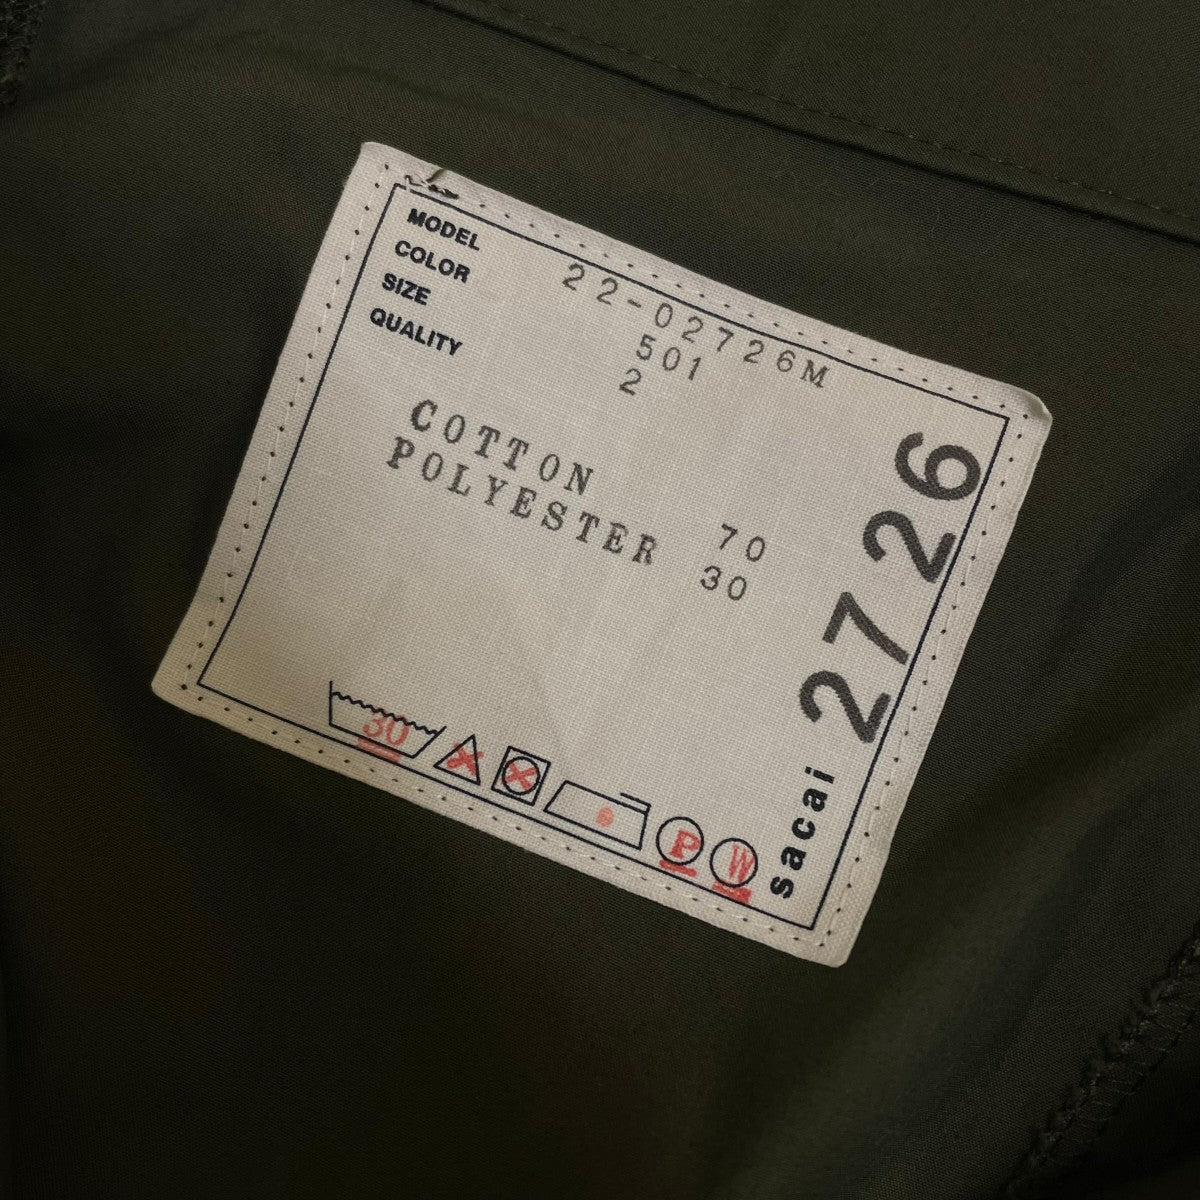 MODEL 22-02726M
COLOR 501
SIZE 2
QUALITY
COTTON 70
POLYESTER 30
30
P
W
sacai 2726